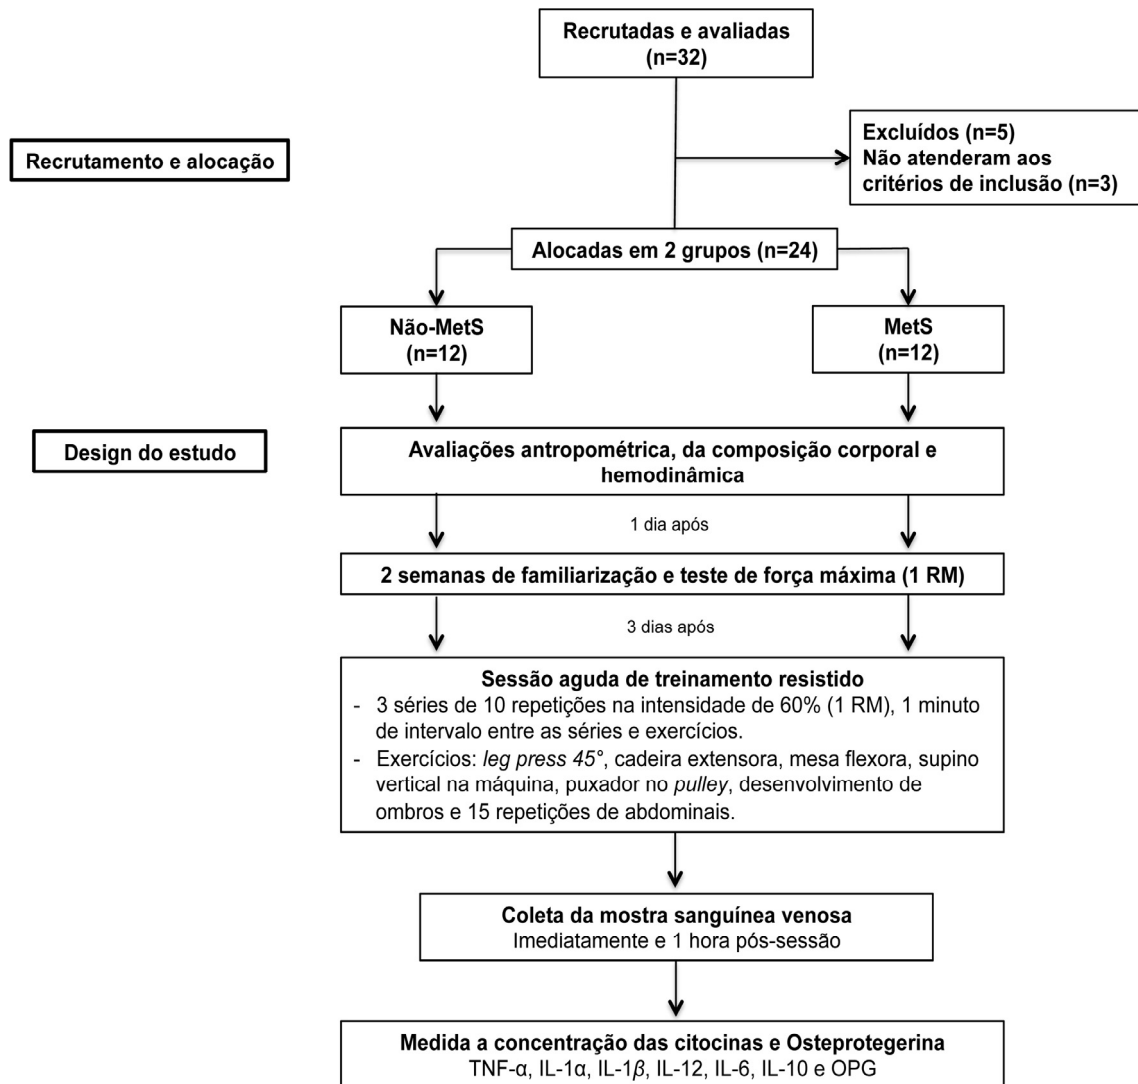 Recrutadas e avaliadas
(n=32)
Recrutamento e alocação
Excluídos (n=5)
Não atenderam aos
critérios de inclusão (n=3)
Alocadas em 2 grupos (n=24)
Não-MetS
(n=12)
MetS
(n=12)
Design do estudo
Avaliações antropométrica, da composição corporal e
hemodinâmica
1 dia após
2 semanas de familiarização e teste de força máxima (1 RM)
3 dias após
Sessão aguda de treinamento resistido
- 3 séries de 10 repetições na intensidade de 60% (1 RM), 1 minuto
de intervalo entre as séries e exercícios.
- Exercícios: leg press 45°, cadeira extensora, mesa flexora, supino
vertical na máquina, puxador no pulley, desenvolvimento de
ombros e 15 repetições de abdominais.
Coleta da mostra sanguínea venosa
Imediatamente e 1 hora pós-sessão
Medida a concentração das citocinas e Osteprotegerina
TNF-α, IL-1α, IL-1β, IL-12, IL-6, IL-10 e OPG